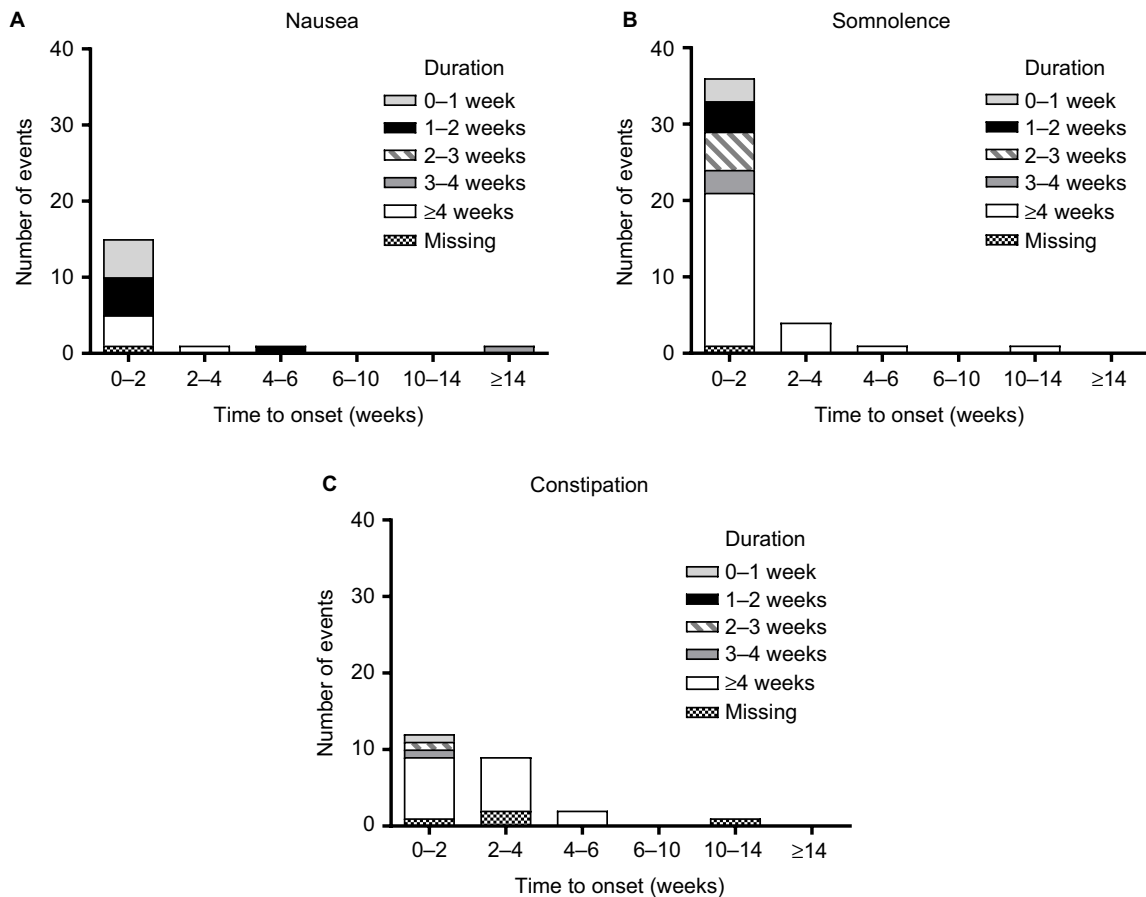 A
Nausea
40
30
20
10
0
Number of events
Duration
0–1 week
1–2 weeks
2–3 weeks
3–4 weeks
≥4 weeks
Missing
0–2 2–4 4–6 6–10 10–14 ≥14
Time to onset (weeks)
B
Somnolence
40
30
20
10
0
Number of events
Duration
0–1 week
1–2 weeks
2–3 weeks
3–4 weeks
≥4 weeks
Missing
0–2 2–4 4–6 6–10 10–14 ≥14
Time to onset (weeks)
C
Constipation
40
30
20
10
0
Number of events
Duration
0–1 week
1–2 weeks
2–3 weeks
3–4 weeks
≥4 weeks
Missing
0–2 2–4 4–6 6–10 10–14 ≥14
Time to onset (weeks)